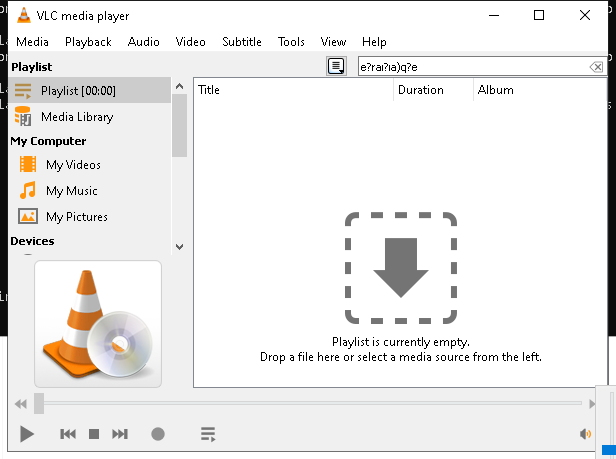 VLC media player
Media Playback Audio Video Subtitle Tools View Help
Playlist
e?raı?ıa)q?e
Playlist [00:00]
Media Library
My Computer
My Videos
My Music
My Pictures
Devices
Title Duration Album
Playlist is currently empty.
Drop a file here or select a media source from the left.